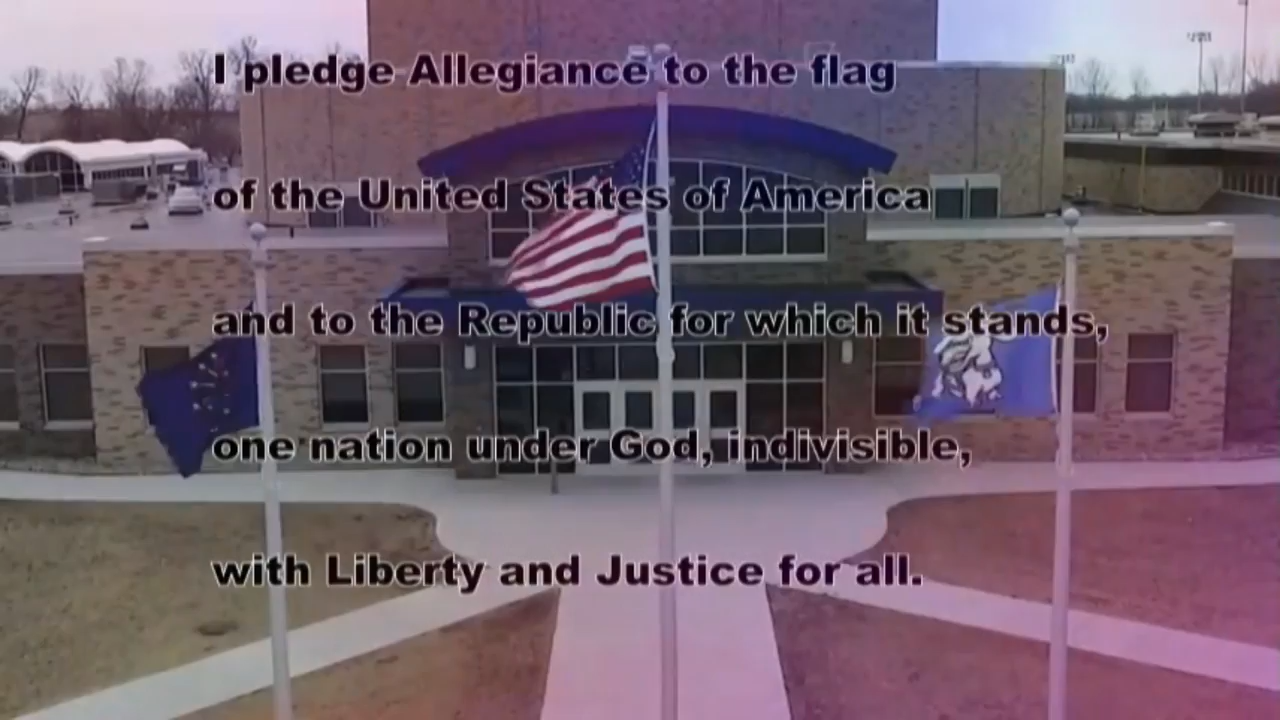 I pledge Allegiance to the flag
of the United States of America
and to the Republic for which it stands,
one nation under God, indivisible,
with Liberty and Justice for all.